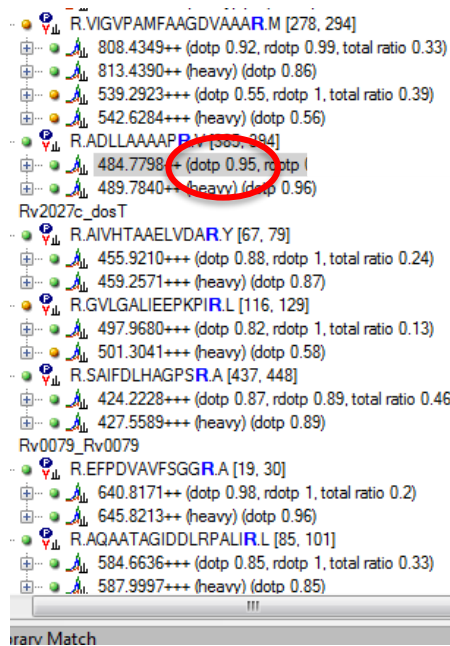 R.VIGVPAMFAAGDVAAAR.M [278, 294]
808.4349++ (dotp 0.92, rdotp 0.99, total ratio 0.33)
813.4390++ (heavy) (dotp 0.86)
539.2923+++ (dotp 0.55, rdotp 1, total ratio 0.39)
542.6284+++ (heavy) (dotp 0.56)
R.ADLLAAAAPR.V [385, 394]
484.7798++ (dotp 0.95, rdotp
489.7840++ (heavy) (dotp 0.96)
Rv2027c_dosT
R.AIVHTAAELVDAR.Y [67, 79]
455.9210+++ (dotp 0.88, rdotp 1, total ratio 0.24)
459.2571+++ (heavy) (dotp 0.87)
R.GVLGALIEEPKPIR.L [116, 129]
497.9680+++ (dotp 0.82, rdotp 1, total ratio 0.13)
501.3041+++ (heavy) (dotp 0.58)
R.SAIFDLHAGPSR.A [437, 448]
424.2228+++ (dotp 0.87, rdotp 0.89, total ratio 0.46
427.5589+++ (heavy) (dotp 0.89)
Rv0079_Rv0079
R.EFPDVAVFSGGR.A [19, 30]
640.8171++ (dotp 0.98, rdotp 1, total ratio 0.2)
645.8213++ (heavy) (dotp 0.96)
R.AQAATAGIDDLRPALIR.L [85, 101]
584.6636+++ (dotp 0.85, rdotp 1, total ratio 0.33)
587.9997+++ (heavy) (dotp 0.85)
rary Match